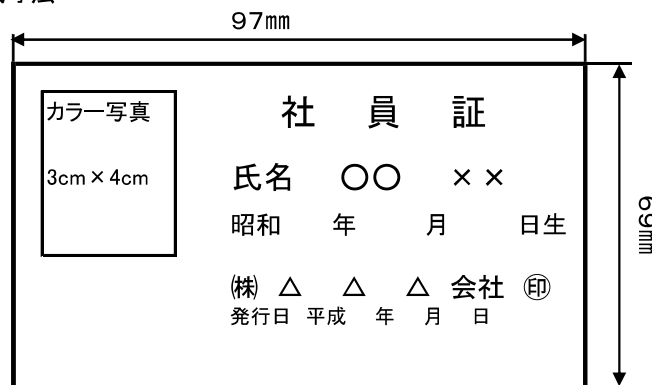 97mm
社 員 証
カラー写真
3cm×4cm
氏名 ○○ ××
昭和 年 月 日生
㈱ △ △ △ 会社 ㊞
発行日 平成 年 月 日
69mm